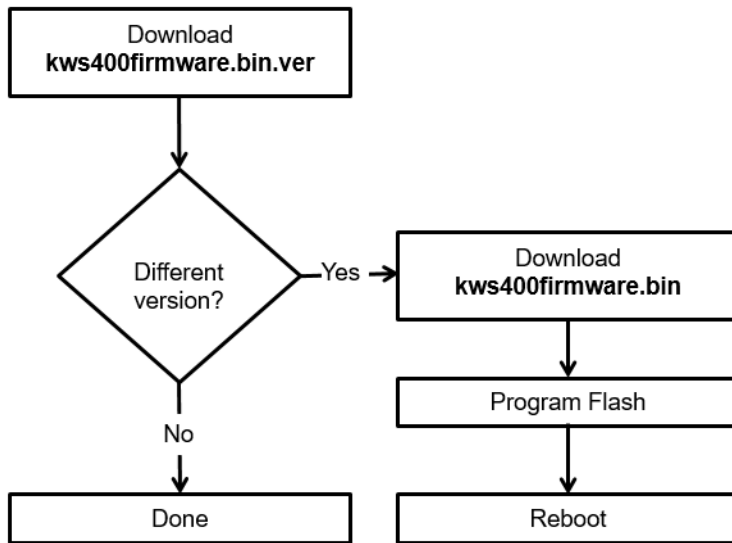 Download
kws400firmware.bin.ver
Different
version?
Yes
Download
kws400firmware.bin
Program Flash
No
Done
Reboot